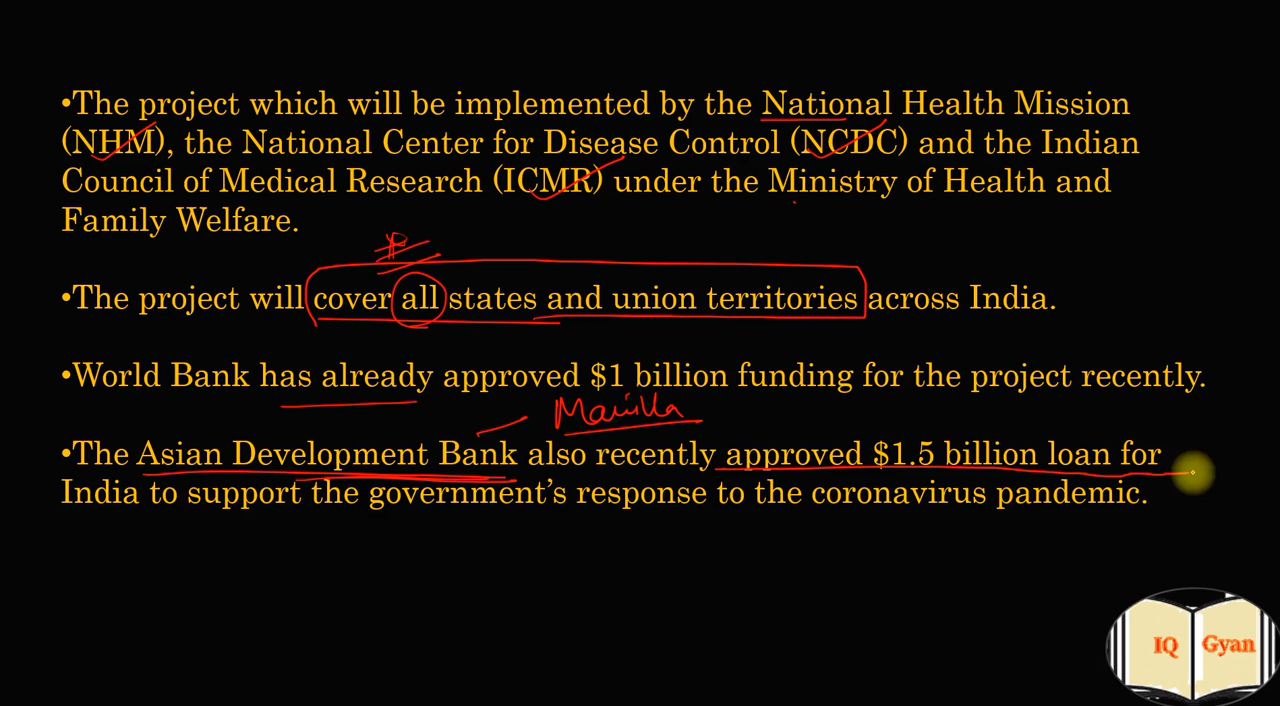 •The project which will be implemented by the National Health Mission
(NHM), the National Center for Disease Control (NCDC) and the Indian
Council of Medical Research (ICMR) under the Ministry of Health and
Family Welfare.
•The project will cover all states and union territories across India.
•World Bank has already approved $1 billion funding for the project recently.
Manilla
•The Asian Development Bank also recently approved $1.5 billion loan for
India to support the government’s response to the coronavirus pandemic.
IQ Gyan